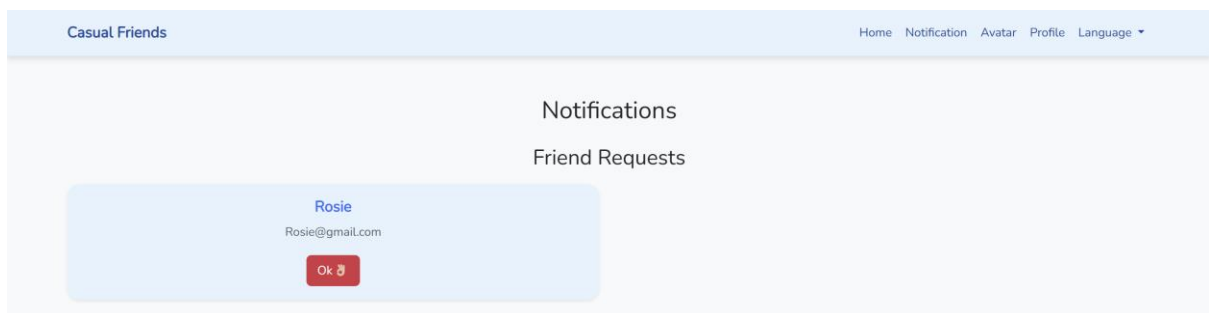 Casual Friends
Home Notification Avatar Profile Language
Notifications
Friend Requests
Rosie
Rosie@gmail.com
Ok 👌